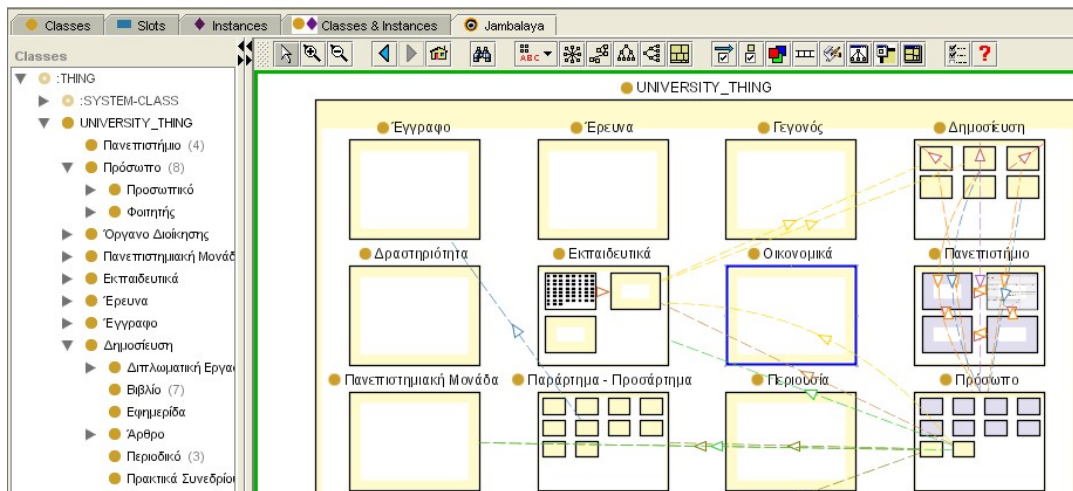 Classes Slots Instances Classes & Instances Jambalaya
Classes
:THING
:SYSTEM-CLASS
UNIVERSITY_THING
Πανεπιστήμιο (4)
Πρόσωπο (8)
Προσωπικό
Φοιτητής
Όργανο Διοίκησης
Πανεπιστημιακή Μονάδ
Εκπαιδευτικά
Έρευνα
Έγγραφο
Δημοσίευση
Διπλωματική Εργα
Βιβλίο (7)
Εφημερίδα
Άρθρο
Περιοδικό (3)
Πρακτικά Συνεδρίου
ABC ?
UNIVERSITY_THING
Έγγραφο Έρευνα Γεγονός Δημοσίευση
Δραστηριότητα Εκπαιδευτικά Οικονομικά Πανεπιστήμιο
Πανεπιστημιακή Μονάδα Παράρτημα - Προσάρτημα Περιουσία Πρόσωπο